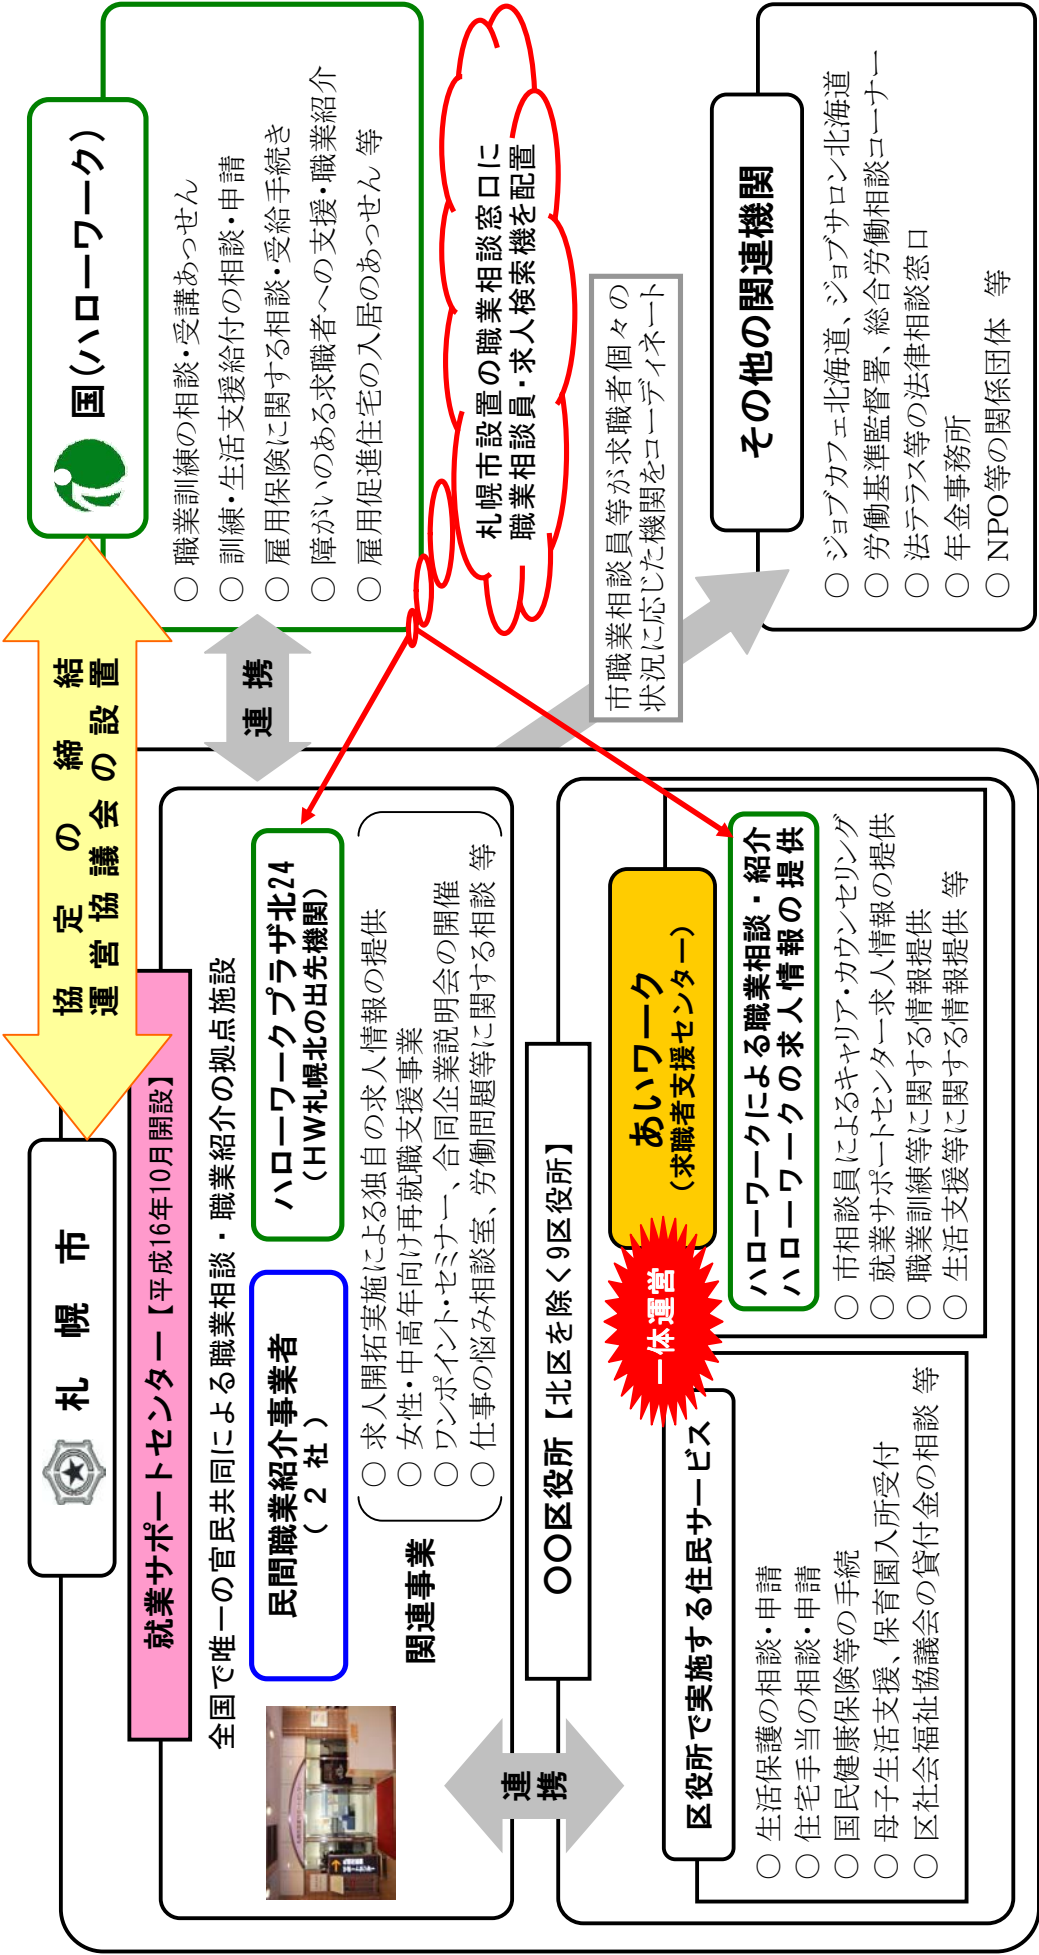 協定の締結
運営協議会の設置
札幌市
就業サポートセンター【平成16年10月開設】
全国で唯一の官民共同による職業相談・職業紹介の拠点施設
民間職業紹介事業者
(2社)
ハローワークプラザ北24
(HW札幌北の出先機関)
関連事業
○ 求人開拓実施による独自の求人情報の提供
○ 女性・中高年向け再就職支援事業
○ ワンポイント・セミナー、合同企業説明会の開催
○ 仕事の悩み相談室、労働問題等に関する相談 等
連携
○○区役所【北区を除く9区役所】
区役所で実施する住民サービス
○ 生活保護の相談・申請
○ 住宅手当の相談・申請
○ 国民健康保険等の手続
○ 母子生活支援、保育園入所受付
○ 区社会福祉協議会の貸付金の相談 等
一体運営
あいワーク
(求職者支援センター)
ハローワークによる職業相談・紹介
ハローワークの求人情報の提供
○ 市相談員によるキャリア・カウンセリング
○ 就業サポートセンター求人情報の提供
○ 職業訓練等に関する情報提供
○ 生活支援等に関する情報提供 等
連携
国(ハローワーク)
○ 職業訓練の相談・受講あっせん
○ 訓練・生活支援給付の相談・申請
○ 雇用保険に関する相談・受給手続き
○ 障がいのある求職者への支援・職業紹介
○ 雇用促進住宅の入居のあっせん 等
札幌市設置の職業相談窓口に
職業相談員・求人検索機を配置
市職業相談員等が求職者個々の
状況に応じた機関をコーディネート
その他の関連機関
○ ジョブカフェ北海道、ジョブサロン北海道
○ 労働基準監督署、総合労働相談コーナー
○ 法テラス等の法律相談窓口
○ 年金事務所
○ NPO等の関係団体 等